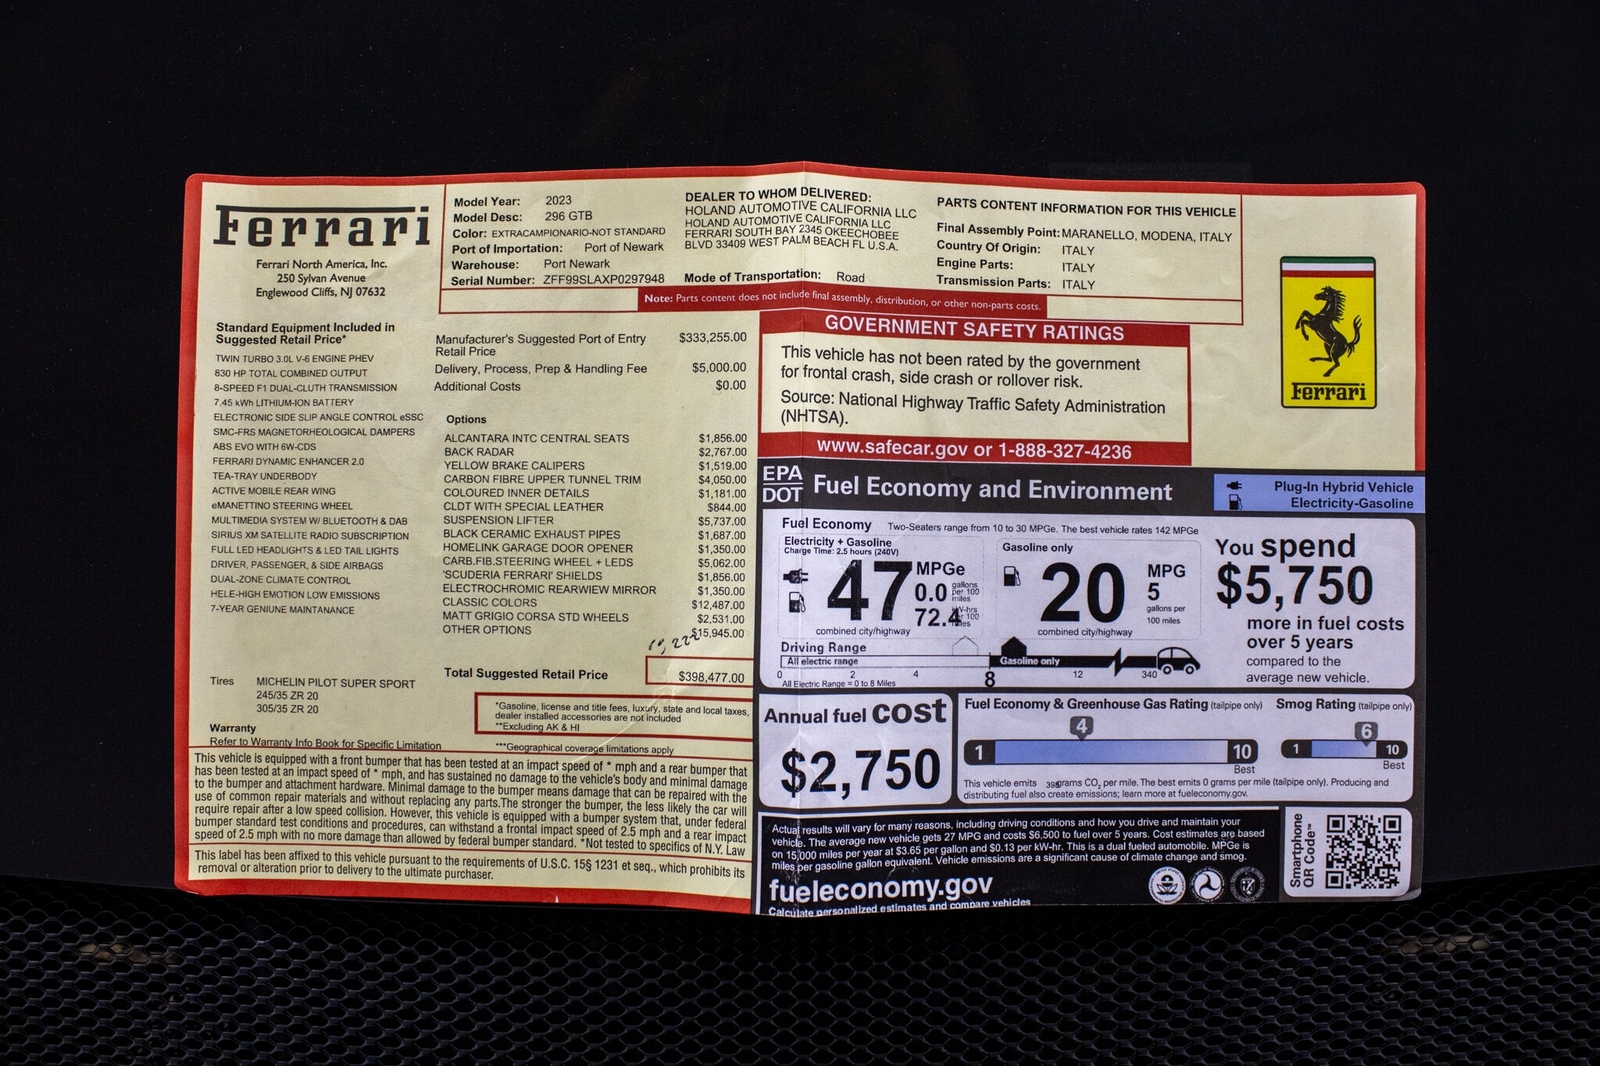 Ferrari
Ferrari North America, Inc.
250 Sylvan Avenue
Englewood Cliffs, NJ 07632
Model Year: 2023
Model Desc: 296 GTB
Color: EXTRACAMPIONARIO-NOT STANDARD
Port of Importation: Port of Newark
Warehouse: Port Newark
Serial Number: ZFF99SLAXP0297948
DEALER TO WHOM DELIVERED:
HOLAND AUTOMOTIVE CALIFORNIA LLC
HOLAND AUTOMOTIVE CALIFORNIA LLC
FERRARI SOUTH BAY 2345 OKEECHOBEE
BLVD 33409 WEST PALM BEACH FL U.S.A.
Mode of Transportation: Road
PARTS CONTENT INFORMATION FOR THIS VEHICLE
Final Assembly Point: MARANELLO, MODENA, ITALY
Country Of Origin: ITALY
Engine Parts: ITALY
Transmission Parts: ITALY
Note: Parts content does not include final assembly, distribution, or other non-parts costs.
Ferrari
Standard Equipment Included in
Suggested Retail Price*
TWIN TURBO 3.0L V-6 ENGINE PHEV
830 HP TOTAL COMBINED OUTPUT
8-SPEED F1 DUAL-CLUTH TRANSMISSION
7.45 kWh LITHIUM-ION BATTERY
ELECTRONIC SIDE SLIP ANGLE CONTROL eSSC
SMC-FRS MAGNETORHEOLOGICAL DAMPERS
ABS EVO WITH 6W-CDS
FERRARI DYNAMIC ENHANCER 2.0
TEA-TRAY UNDERBODY
ACTIVE MOBILE REAR WING
eMANETTINO STEERING WHEEL
MULTIMEDIA SYSTEM W/ BLUETOOTH & DAB
SIRIUS XM SATELLITE RADIO SUBSCRIPTION
FULL LED HEADLIGHTS & LED TAIL LIGHTS
DRIVER, PASSENGER, & SIDE AIRBAGS
DUAL-ZONE CLIMATE CONTROL
HELE-HIGH EMOTION LOW EMISSIONS
7-YEAR GENIUNE MAINTANANCE
Tires MICHELIN PILOT SUPER SPORT
245/35 ZR 20
305/35 ZR 20
Warranty
Refer to Warranty Info Book for Specific Limitation
Manufacturer's Suggested Port of Entry $333,255.00
Retail Price
Delivery, Process, Prep & Handling Fee $5,000.00
Additional Costs $0.00
Options
ALCANTARA INTC CENTRAL SEATS $1,856.00
BACK RADAR $2,767.00
YELLOW BRAKE CALIPERS $1,519.00
CARBON FIBRE UPPER TUNNEL TRIM $4,050.00
COLOURED INNER DETAILS $1,181.00
CLDT WITH SPECIAL LEATHER $844.00
SUSPENSION LIFTER $5,737.00
BLACK CERAMIC EXHAUST PIPES $1,687.00
HOMELINK GARAGE DOOR OPENER $1,350.00
CARB.FIB.STEERING WHEEL + LEDS $5,062.00
'SCUDERIA FERRARI' SHIELDS $1,856.00
ELECTROCHROMIC REARWIEW MIRROR $1,350.00
CLASSIC COLORS $12,487.00
MATT GRIGIO CORSA STD WHEELS $2,531.00
OTHER OPTIONS $15,945.00
Total Suggested Retail Price $398,477.00
*Gasoline, license and title fees, luxury, state and local taxes,
dealer installed accessories are not included
**Excluding AK & HI
***Geographical coverage limitations apply
This vehicle is equipped with a front bumper that has been tested at an impact speed of * mph and a rear bumper that
has been tested at an impact speed of * mph, and has sustained no damage to the vehicle's body and minimal damage
to the bumper and attachment hardware. Minimal damage to the bumper means damage that can be repaired with the
use of common repair materials and without replacing any parts.The stronger the bumper, the less likely the car will
require repair after a low speed collision. However, this vehicle is equipped with a bumper system that, under federal
bumper standard test conditions and procedures, can withstand a frontal impact speed of 2.5 mph and a rear impact
speed of 2.5 mph with no more damage than allowed by federal bumper standard. *Not tested to specifics of N.Y. Law
This label has been affixed to this vehicle pursuant to the requirements of U.S.C. 15§ 1231 et seq., which prohibits its
removal or alteration prior to delivery to the ultimate purchaser.
GOVERNMENT SAFETY RATINGS
This vehicle has not been rated by the government
for frontal crash, side crash or rollover risk.
Source: National Highway Traffic Safety Administration
(NHTSA).
www.safecar.gov or 1-888-327-4236
EPA
DOT Fuel Economy and Environment
Plug-In Hybrid Vehicle
Electricity-Gasoline
Fuel Economy Two-Seaters range from 10 to 30 MPGe. The best vehicle rates 142 MPGe
Electricity + Gasoline
Charge Time: 2.5 hours (240V)
47 MPGe
0.0 gallons per 100 miles
72.4 kW-hrs per 100 miles
combined city/highway
Gasoline only
20 MPG
5
gallons per
100 miles
combined city/highway
You spend
$5,750
more in fuel costs
over 5 years
compared to the
average new vehicle.
Driving Range
All electric range Gasoline only
0 2 4 8 12 340
All Electric Range = 0 to 8 Miles
Annual fuel cost
$2,750
Fuel Economy & Greenhouse Gas Rating (tailpipe only)
4
1 10
Best
Smog Rating (tailpipe only)
6
1 10
Best
This vehicle emits grams CO2 per mile. The best emits 0 grams per mile (tailpipe only). Producing and
distributing fuel also create emissions; learn more at fueleconomy.gov.
Actual results will vary for many reasons, including driving conditions and how you drive and maintain your
vehicle. The average new vehicle gets 27 MPG and costs $6,500 to fuel over 5 years. Cost estimates are based
on 15,000 miles per year at $3.65 per gallon and $0.13 per kW-hr. This is a dual fueled automobile. MPGe is
miles per gasoline gallon equivalent. Vehicle emissions are a significant cause of climate change and smog.
fueleconomy.gov
Calculate personalized estimates and compare vehicles
Smartphone
QR Code™